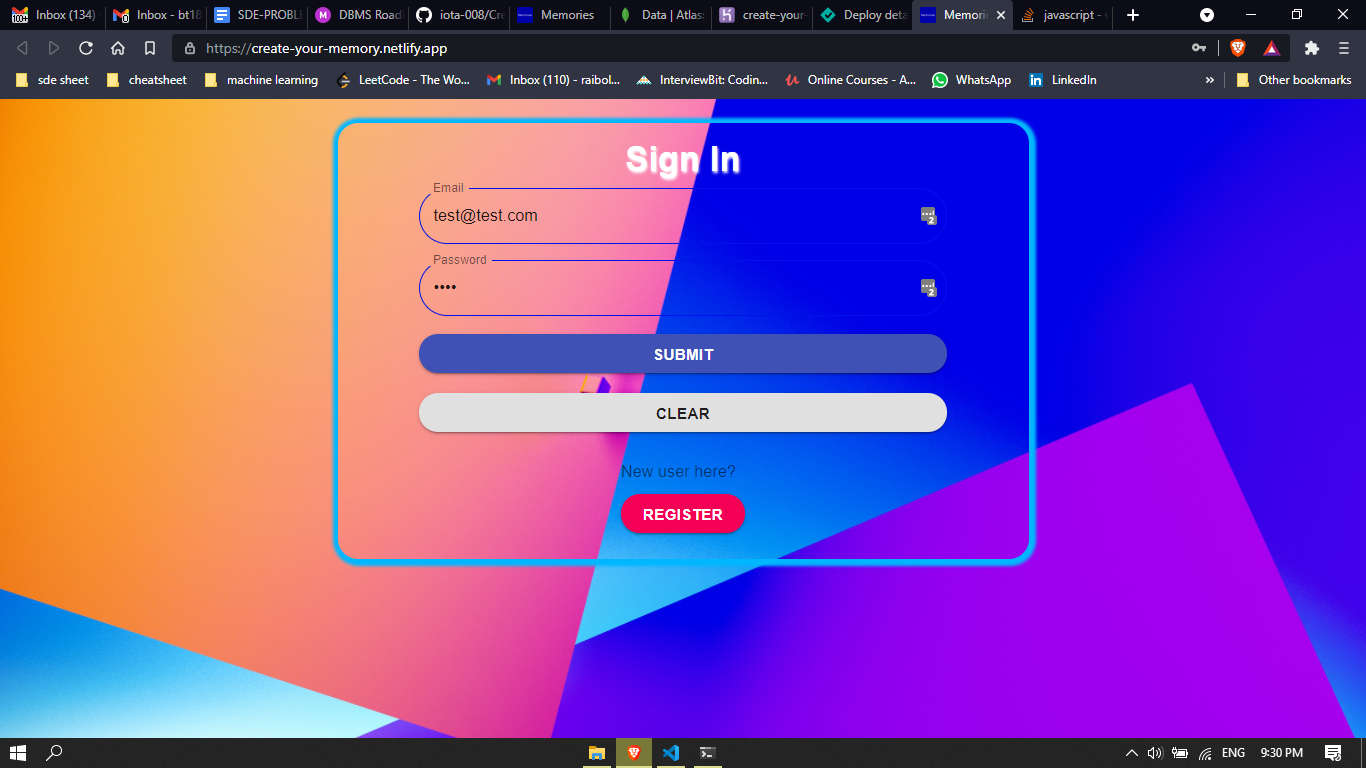 Inbox (134)
Inbox - bt18
SDE-PROBL
DBMS Road
iota-008/Cre
Memories
Data | Atlas
create-your-
Deploy deta
Memorie
javascript -
https://create-your-memory.netlify.app
sde sheet
cheatsheet
machine learning
LeetCode - The Wo...
Inbox (110) - raibol...
InterviewBit: Codin...
Online Courses - A...
WhatsApp
LinkedIn
»
Other bookmarks
Sign In
Email
test@test.com
Password
••••
SUBMIT
CLEAR
New user here?
REGISTER
ENG
9:30 PM